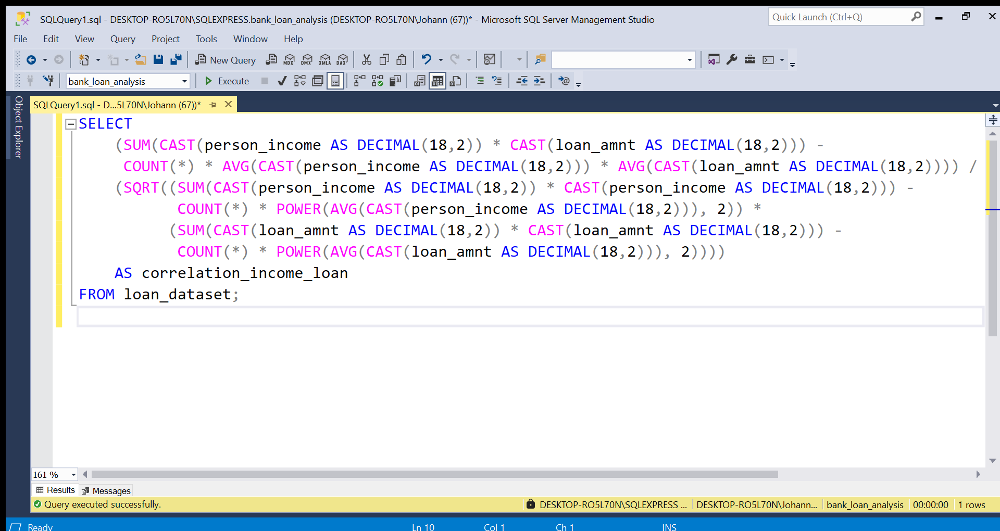 SQLQuery1.sql - DESKTOP-RO5L70N\SQLEXPRESS.bank_loan_analysis (DESKTOP-RO5L70N\Johann (67))* - Microsoft SQL Server Management Studio
Quick Launch (Ctrl+Q)
File Edit View Query Project Tools Window Help
New Query MDX DMX XMLA DAX
bank_loan_analysis Execute
Object Explorer
SQLQuery1.sql - D...5L70N\Johann (67))*
SELECT
(SUM(CAST(person_income AS DECIMAL(18,2)) * CAST(loan_amnt AS DECIMAL(18,2))) -
COUNT(*) * AVG(CAST(person_income AS DECIMAL(18,2))) * AVG(CAST(loan_amnt AS DECIMAL(18,2)))) /
(SQRT((SUM(CAST(person_income AS DECIMAL(18,2)) * CAST(person_income AS DECIMAL(18,2))) -
COUNT(*) * POWER(AVG(CAST(person_income AS DECIMAL(18,2))), 2)) *
(SUM(CAST(loan_amnt AS DECIMAL(18,2)) * CAST(loan_amnt AS DECIMAL(18,2))) -
COUNT(*) * POWER(AVG(CAST(loan_amnt AS DECIMAL(18,2))), 2))))
AS correlation_income_loan
FROM loan_dataset;
161 %
Results Messages
Query executed successfully. DESKTOP-RO5L70N\SQLEXPRESS ... DESKTOP-RO5L70N\Johann... bank_loan_analysis 00:00:00 1 rows
Ready Ln 10 Col 1 Ch 1 INS